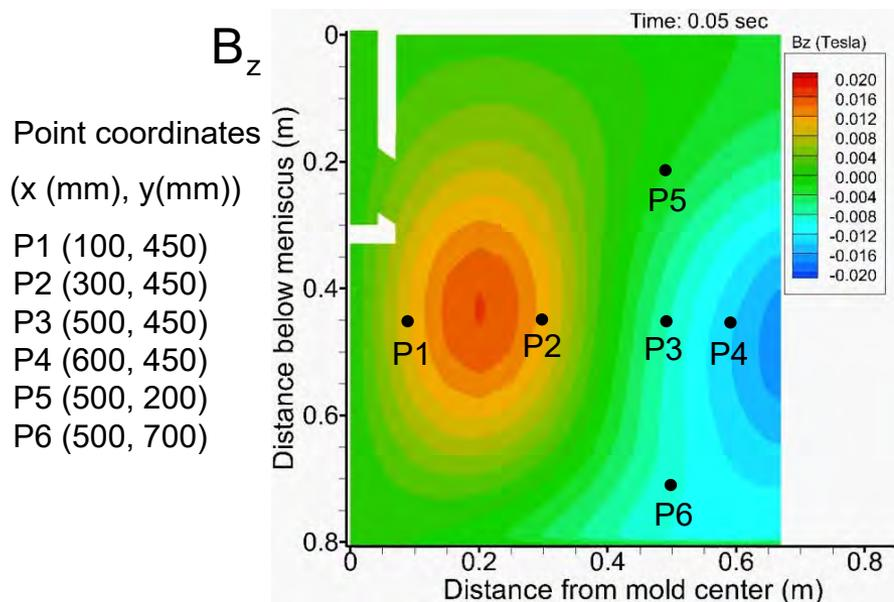 Time: 0.05 sec
B_z
Bz (Tesla)
0.020
0.016
0.012
0.008
0.004
0.000
-0.004
-0.008
-0.012
-0.016
-0.020
Point coordinates
(x (mm), y(mm))
P1 (100, 450)
P2 (300, 450)
P3 (500, 450)
P4 (600, 450)
P5 (500, 200)
P6 (500, 700)
Distance below meniscus (m)
0
0.2
0.4
0.6
0.8
P5
P1
P2
P3
P4
P6
0
0.2
0.4
0.6
0.8
Distance from mold center (m)